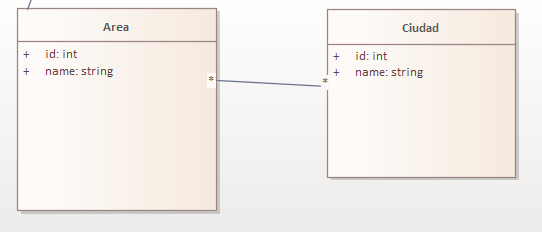 Area
+ id: int
+ name: string
*
Ciudad
+ id: int
+ name: string
*